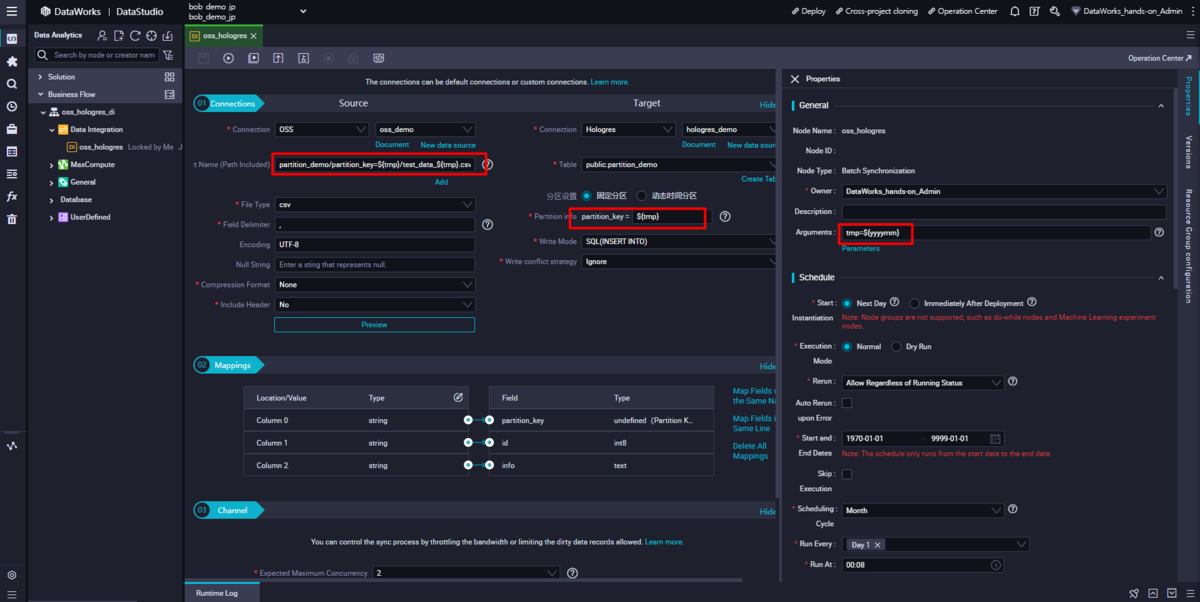 DataWorks | DataStudio
bob demo jp
bob_demo_jp
Deploy
Cross-project cloning
Operation Center
DataWorks_hands-on_Admin
Data Analytics
oss_hologres
Search by node or creator nam
Operation Center
Solution
Business Flow
oss_hologres_di
Data Integration
oss_hologres Locked by Me
MaxCompute
General
Database
UserDefined
The connections can be default connections or custom connections. Learn more.
01 Connections
Source
Target
Hide
* Connection
OSS
oss_demo
* Connection
Hologres
hologres_demo
Document
New data source
Document
New data sour
t Name (Path Included)
partition_demo/partition_key=${tmp}/test_data_${tmp}.csv
* Table
public.partition_demo
Add
Create Tab
分区设置
固定分区
动态时间分区
* File Type
csv
* Partition info
partition_key =
${tmp}
* Field Delimiter
,
* Write Mode
SQL(INSERT INTO)
Encoding
UTF-8
* Write conflict strategy
Ignore
Null String
Enter a sting that represents null.
* Compression Format
None
* Include Header
No
Preview
02 Mappings
Hide
Location/Value
Type
Field
Type
Column 0
string
partition_key
undefined (Partition K...
Column 1
string
id
int8
Column 2
string
info
text
Map Fields
the Same Na
Map Fields i
Same Line
Delete All
Mappings
03 Channel
Hide
You can control the sync process by throttling the bandwidth or limiting the dirty data records allowed. Learn more.
* Expected Maximum Concurrency
2
Runtime Log
Properties
General
Node Name : oss_hologres
Node ID :
Node Type : Batch Synchronization
* Owner : DataWorks_hands-on_Admin
Description :
Arguments : tmp=${yyyymm}
Parameters
Schedule
* Start :
Instantiation
Next Day
Immediately After Deployment
Note: Node groups are not supported, such as do-while nodes and Machine Learning experiment
nodes.
* Execution :
Mode
Normal
Dry Run
* Rerun :
Allow Regardless of Running Status
Auto Rerun :
upon Error
* Start and :
End Dates
1970-01-01 - 9999-01-01
Note: The schedule only runs from the start date to the end date.
Skip :
Execution
* Scheduling :
Cycle
Month
* Run Every :
Day 1
* Run At :
00:08
Properties
Versions
Resource Group configuration